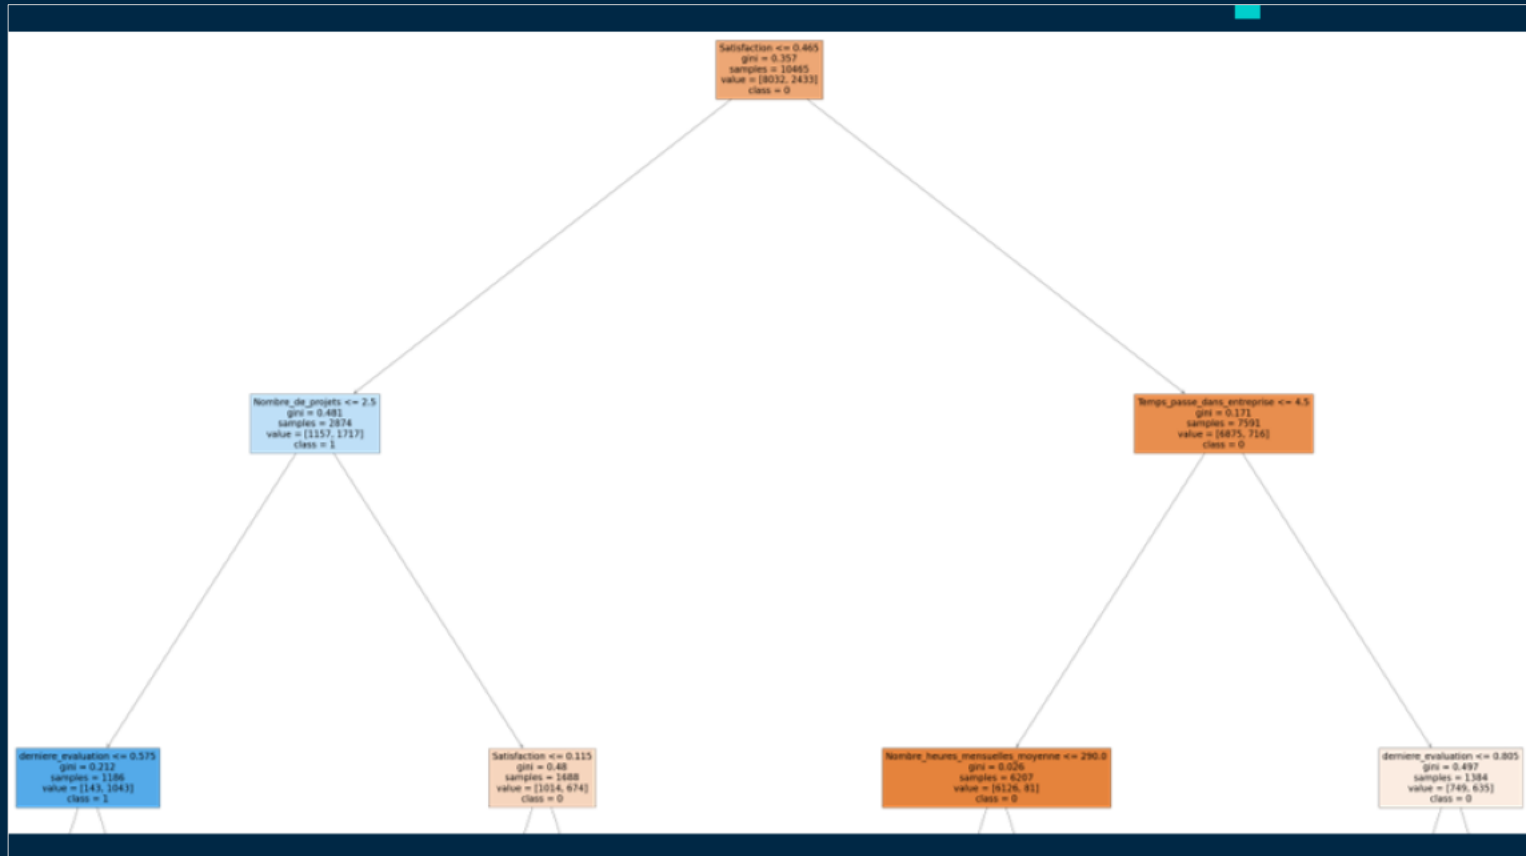 Satisfaction <= 0.465
gini = 0.357
samples = 10465
value = [8032, 2433]
class = 0
Nombre_de_projets <= 2.5
gini = 0.481
samples = 2874
value = [1157, 1717]
class = 1
Temps_passe_dans_entreprise <= 4.5
gini = 0.171
samples = 7591
value = [6875, 716]
class = 0
derniere_evaluation <= 0.575
gini = 0.212
samples = 1186
value = [143, 1043]
class = 1
Satisfaction <= 0.115
gini = 0.48
samples = 1688
value = [1014, 674]
class = 0
Nombre_heures_mensuelles_moyenne <= 290.0
gini = 0.026
samples = 6207
value = [6126, 81]
class = 0
derniere_evaluation <= 0.805
gini = 0.497
samples = 1384
value = [749, 635]
class = 0